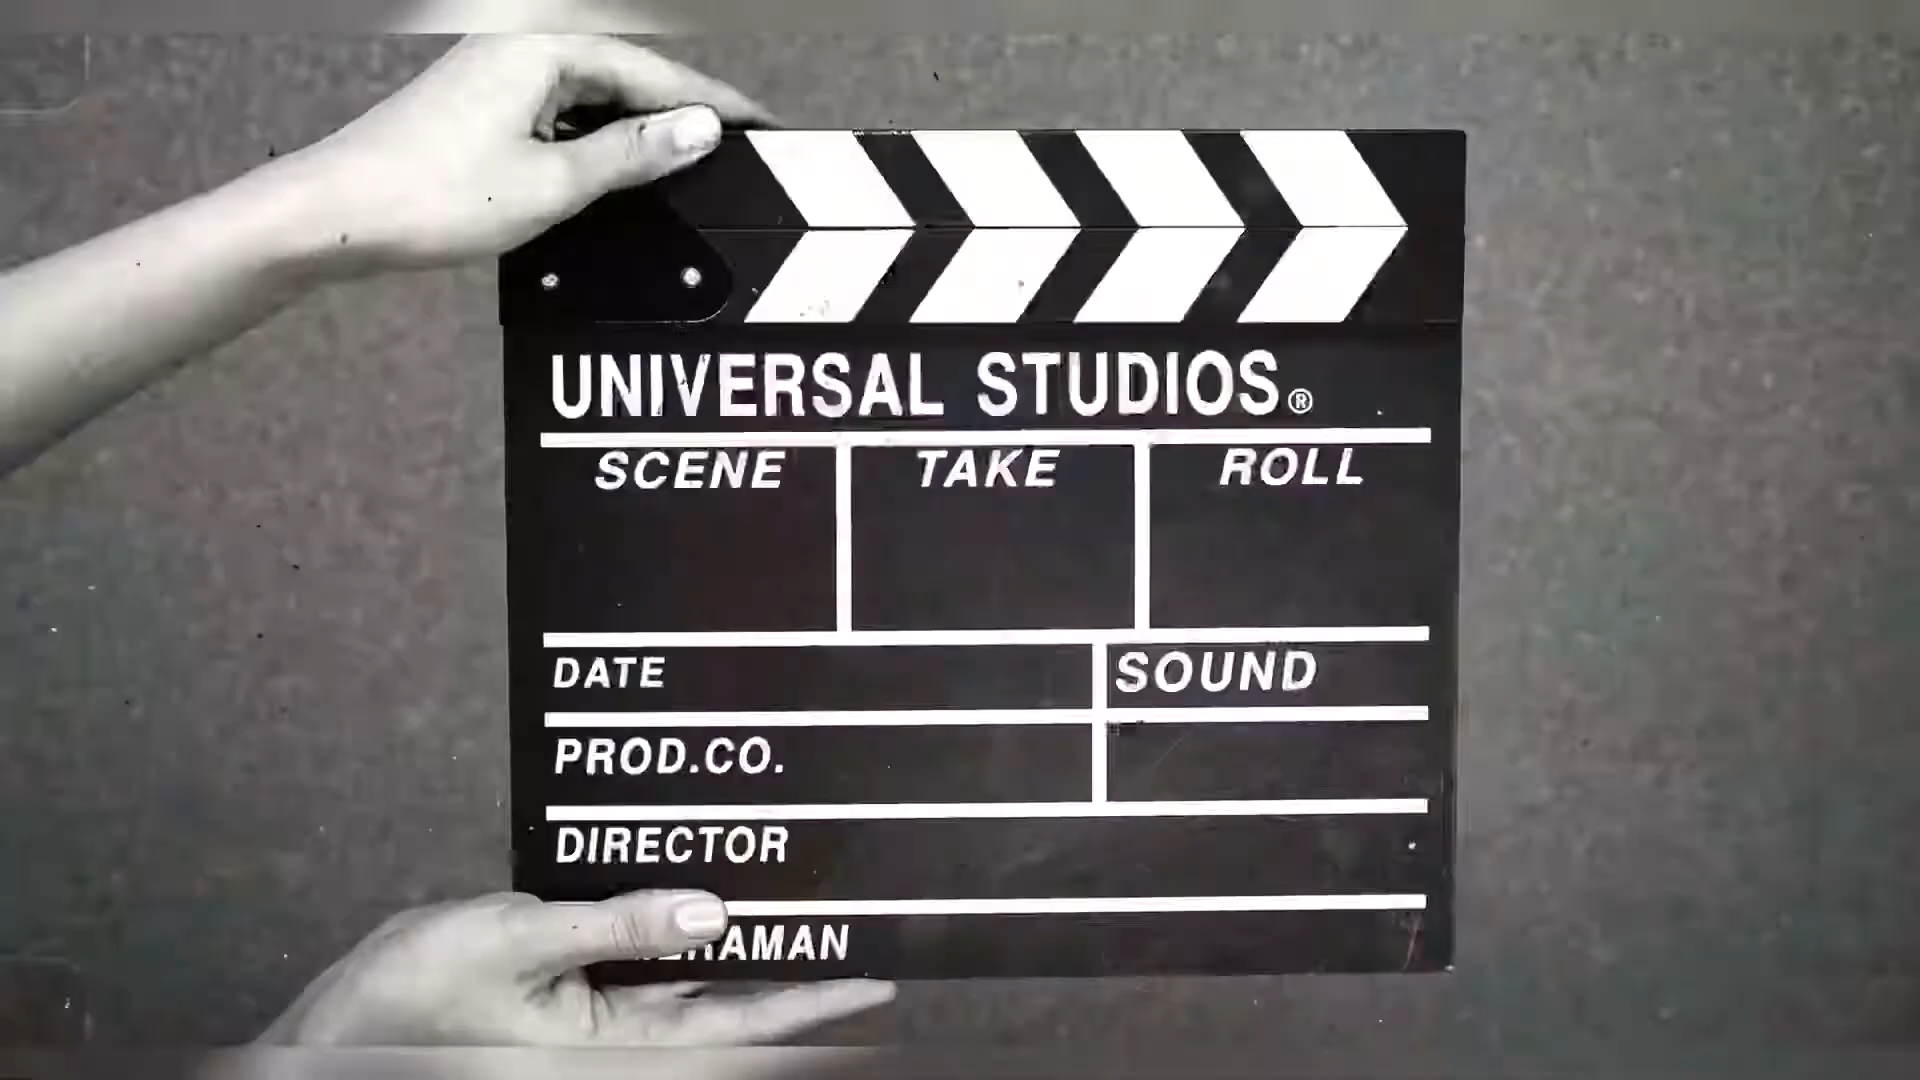 UNIVERSAL STUDIOS®
SCENE TAKE ROLL
DATE SOUND
PROD.CO.
DIRECTOR